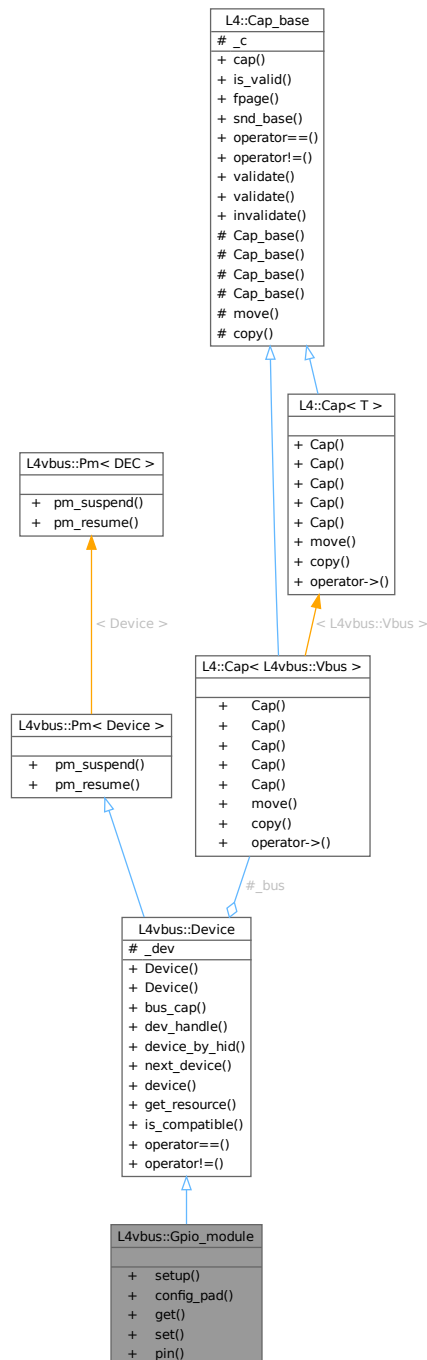 L4::Cap_base
# _c
+ cap()
+ is_valid()
+ fpage()
+ snd_base()
+ operator==()
+ operator!=()
+ validate()
+ validate()
+ invalidate()
# Cap_base()
# Cap_base()
# Cap_base()
# Cap_base()
# move()
# copy()
L4::Cap< T >
+ Cap()
+ Cap()
+ Cap()
+ Cap()
+ Cap()
+ move()
+ copy()
+ operator->()
L4vbus::Pm< DEC >
+ pm_suspend()
+ pm_resume()
< Device >
< L4vbus::Vbus >
L4::Cap< L4vbus::Vbus >
+ Cap()
+ Cap()
+ Cap()
+ Cap()
+ Cap()
+ move()
+ copy()
+ operator->()
L4vbus::Pm< Device >
+ pm_suspend()
+ pm_resume()
#_bus
L4vbus::Device
# _dev
+ Device()
+ Device()
+ bus_cap()
+ dev_handle()
+ device_by_hid()
+ next_device()
+ device()
+ get_resource()
+ is_compatible()
+ operator==()
+ operator!=()
L4vbus::Gpio_module
+ setup()
+ config_pad()
+ get()
+ set()
+ pin()